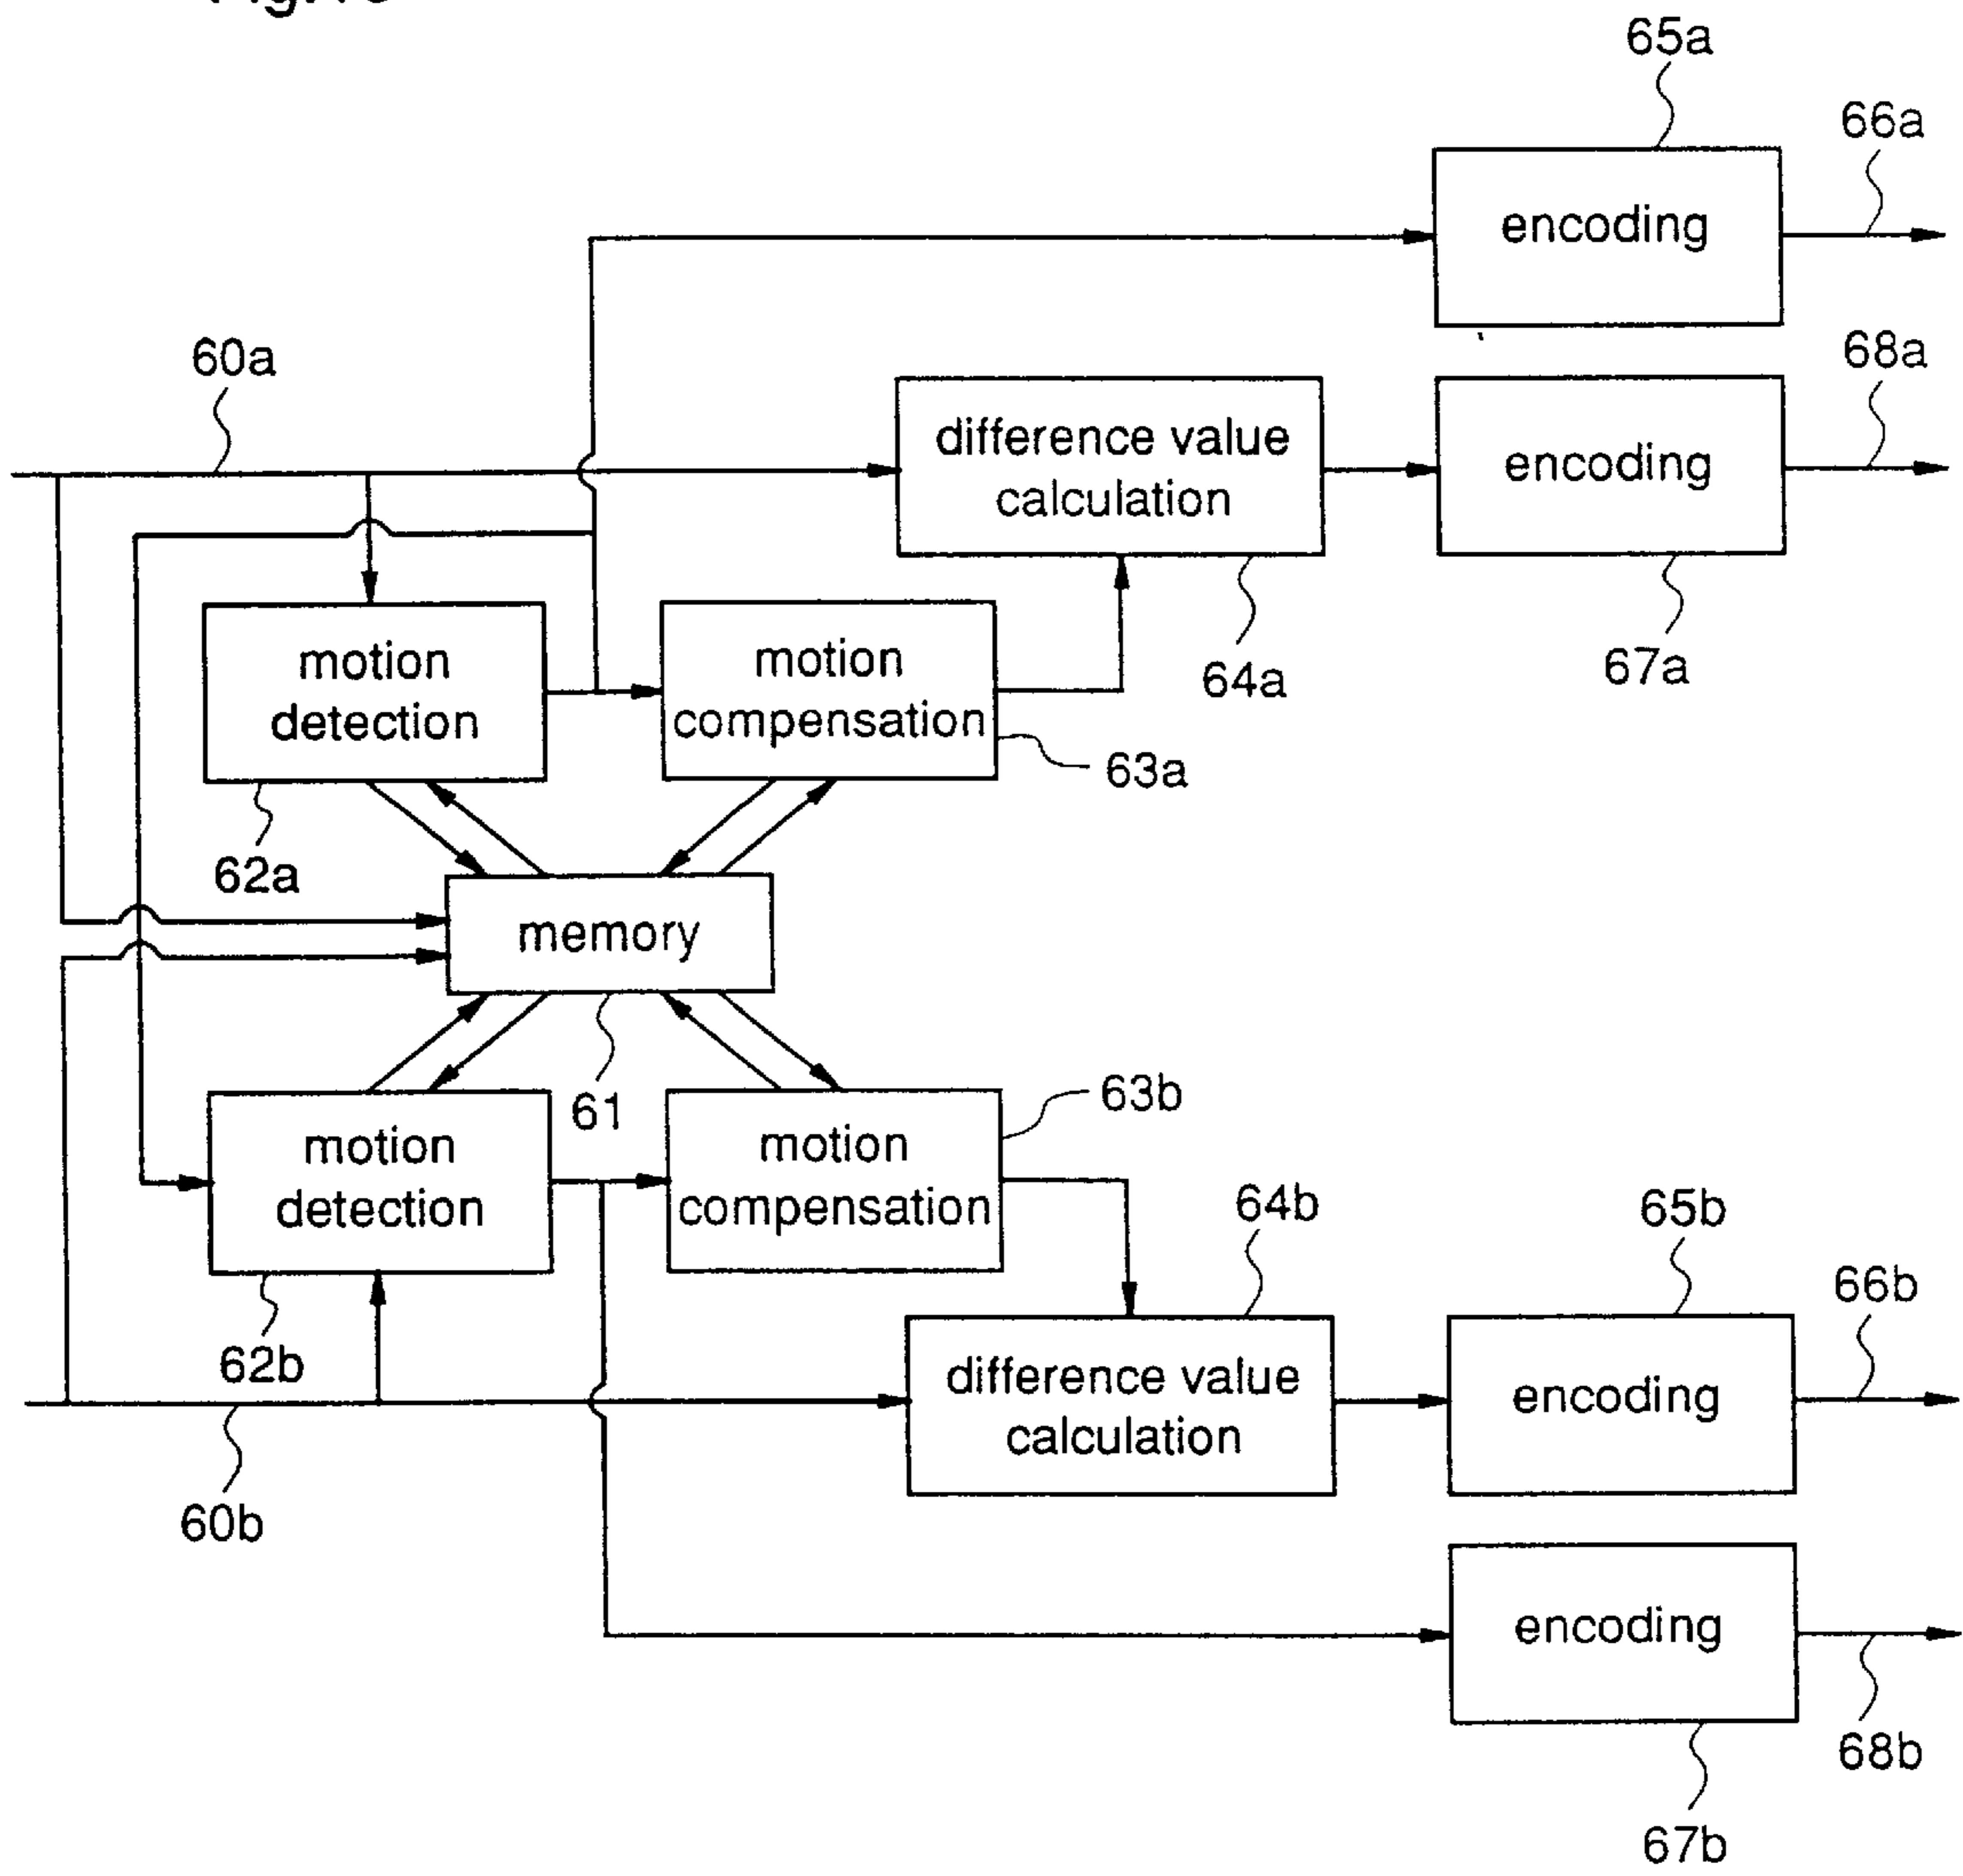 65a
66a
encoding
60a
68a
difference value
calculation
encoding
motion
detection
motion
compensation
64a
67a
63a
62a
memory
61
63b
motion
detection
motion
compensation
64b
65b
66b
62b
difference value
calculation
encoding
60b
encoding
68b
67b